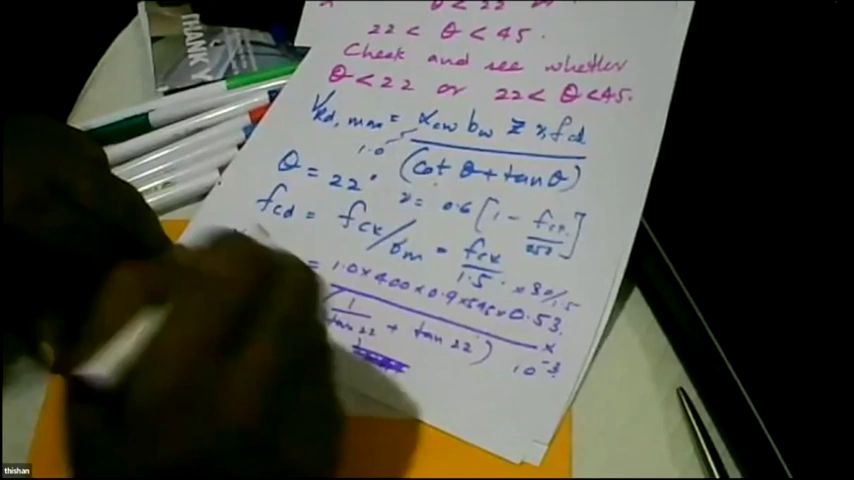 θ < 22
22 < θ < 45.
Check and see whether
θ < 22 or 22 < θ < 45.
V Rd, max = αcw bw z ν1 fcd
1.0
(cot θ + tan θ)
θ = 22°
ν = 0.6 [1 - fck/250]
fcd = fck/γm = fck/1.5
= 1.0 × 400 × 0.9 × 545 × 0.53 × 30/1.5
(1/tan 22 + tan 22) × 10^-3
THANK Y
thishan